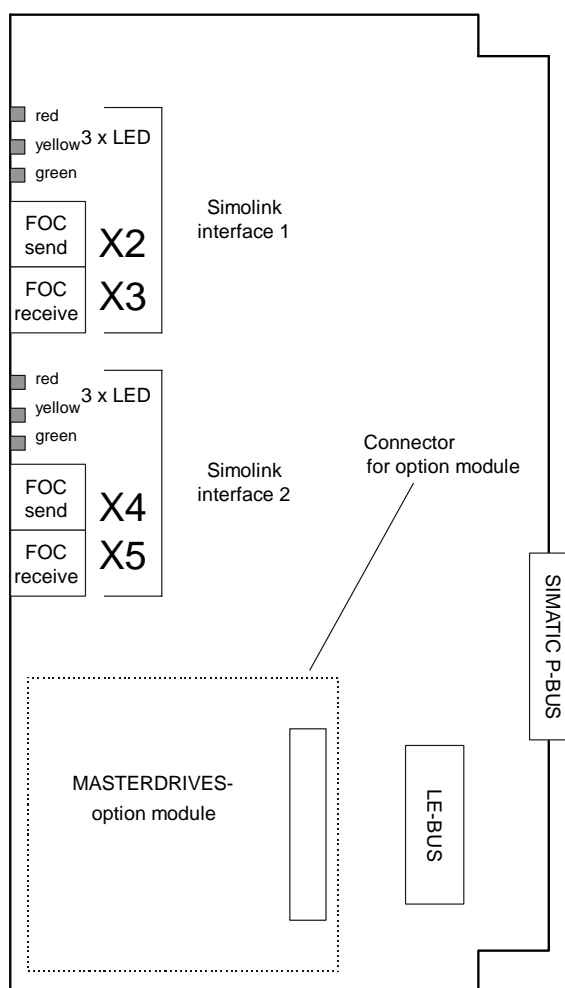 red
yellow 3 x LED
green
FOC
send
X2
FOC
receive
X3
Simolink
interface 1
red
3 x LED
yellow
green
FOC
send
X4
FOC
receive
X5
Simolink
interface 2
Connector
for option module
SIMATIC P-BUS
MASTERDRIVES-
option module
LE-BUS